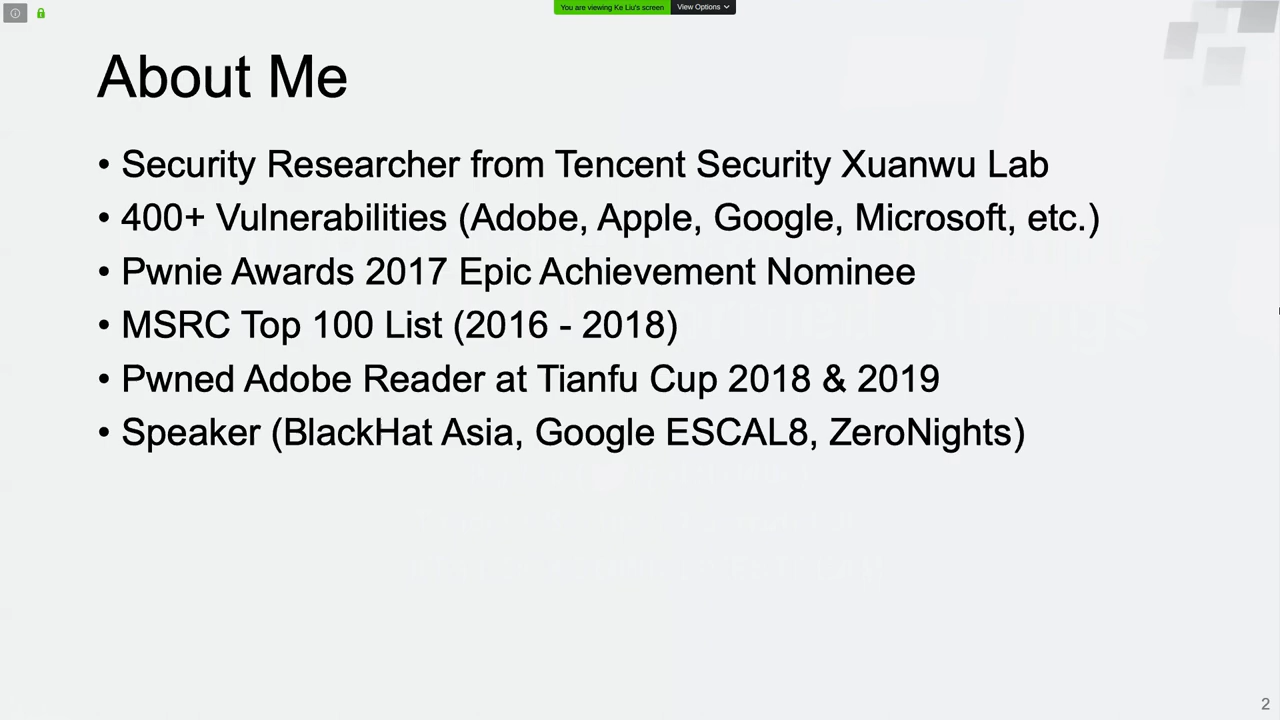 You are viewing Ke Liu's screen View Options
About Me
• Security Researcher from Tencent Security Xuanwu Lab
• 400+ Vulnerabilities (Adobe, Apple, Google, Microsoft, etc.)
• Pwnie Awards 2017 Epic Achievement Nominee
• MSRC Top 100 List (2016 - 2018)
• Pwned Adobe Reader at Tianfu Cup 2018 & 2019
• Speaker (BlackHat Asia, Google ESCAL8, ZeroNights)
2